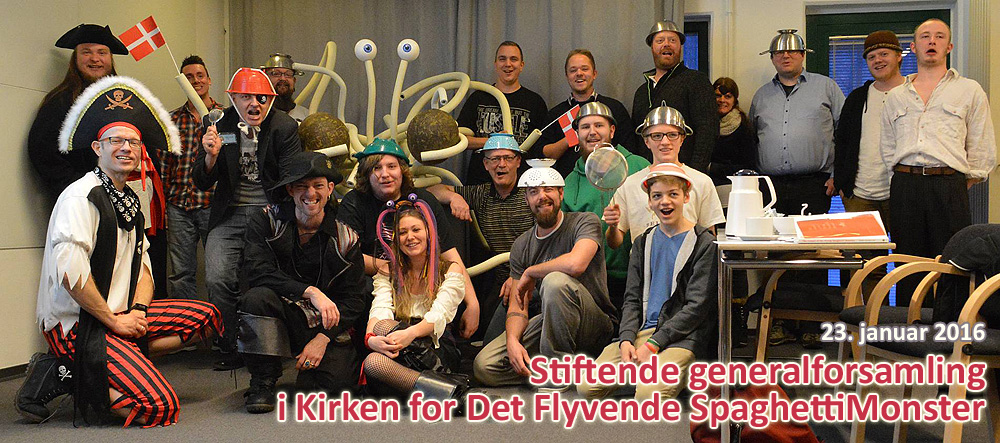 23. januar 2016
Stiftende generalforsamling
i Kirken for Det Flyvende SpaghettiMonster